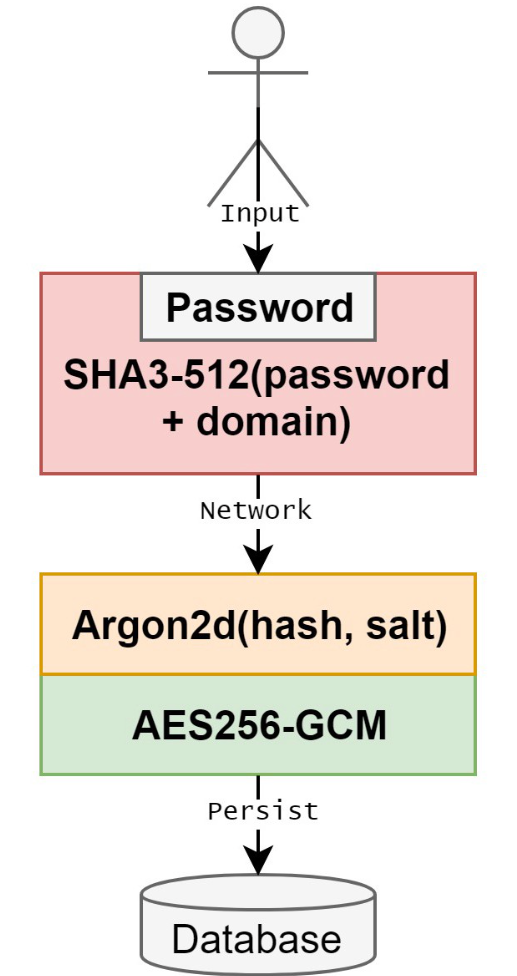 Input
Password
SHA3-512(password
+ domain)
Network
Argon2d(hash, salt)
AES256-GCM
Persist
Database